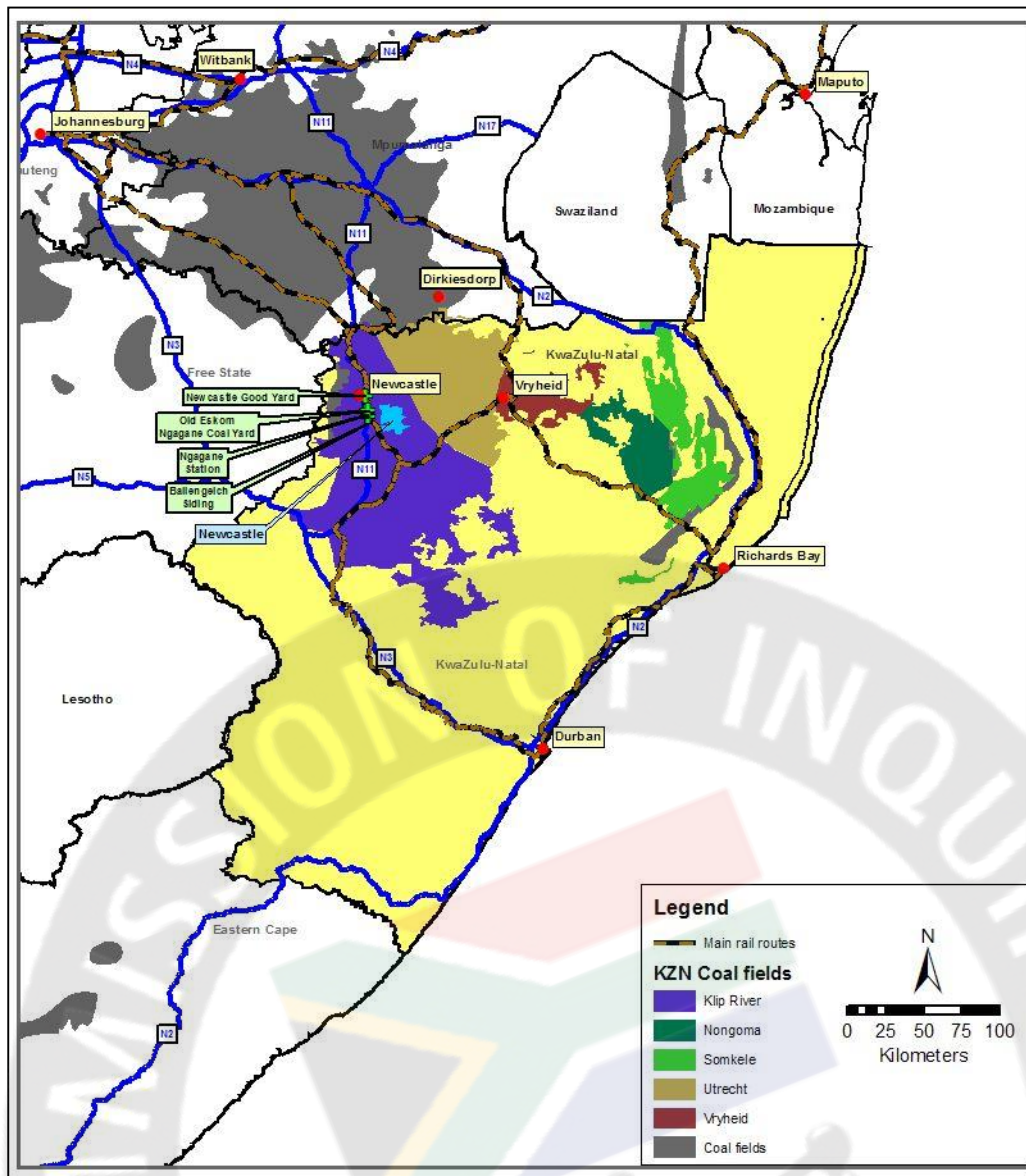 N4
Witbank
N4
Maputo
Johannesburg
N11
N17
Mpumalanga
uteng
Swaziland
Mozambique
N11
Dirkiesdorp
N2
N3
Free State
KwaZulu-Natal
Newcastle
Vryheid
Newcastle Good Yard
Old Eskom
Ngagane Coal Yard
Ngagane
Station
N5
N11
Ballengeich
Siding
Newcastle
Richards Bay
N2
N3
KwaZulu-Natal
Lesotho
Durban
MMISSION OF INQUI
Eastern Cape
N2
Legend
Main rail routes
KZN Coal fields
Klip River
Nongoma
Somkele
Utrecht
Vryheid
Coal fields
N
0 25 50 75 100
Kilometers